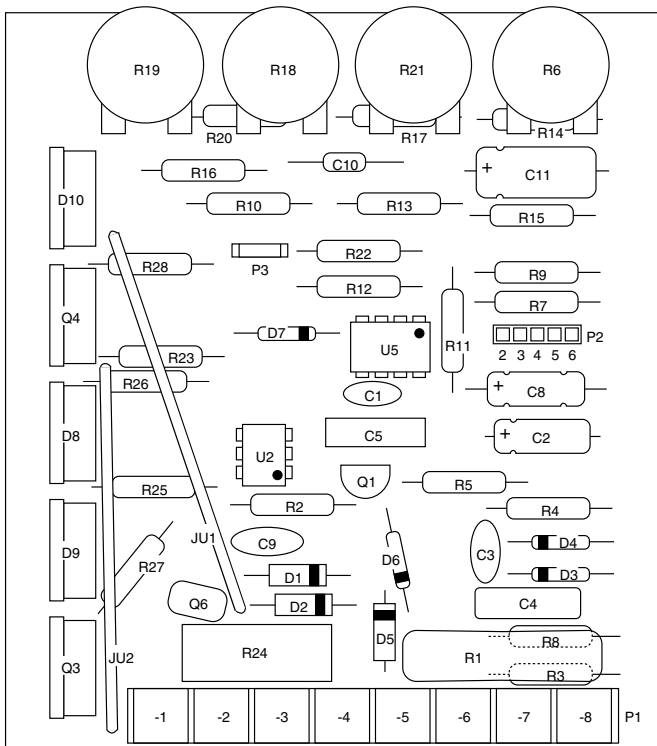 R19 R18 R21 R6
R20 R17 R14
R16 C10 C11
D10 R10 R13 R15
R28 P3 R22 R9
R12 R7
Q4 D7 U5 R11 P2
2 3 4 5 6
R23
R26 C1 C8
D8 U2 C5 C2
R25 Q1 R5
R2 R4
JU1 C9 D6 C3 D4
D9 R27 D1 D3
Q6 D2 D5 C4
Q3 JU2 R24 R1 R8
R3
-1 -2 -3 -4 -5 -6 -7 -8 P1